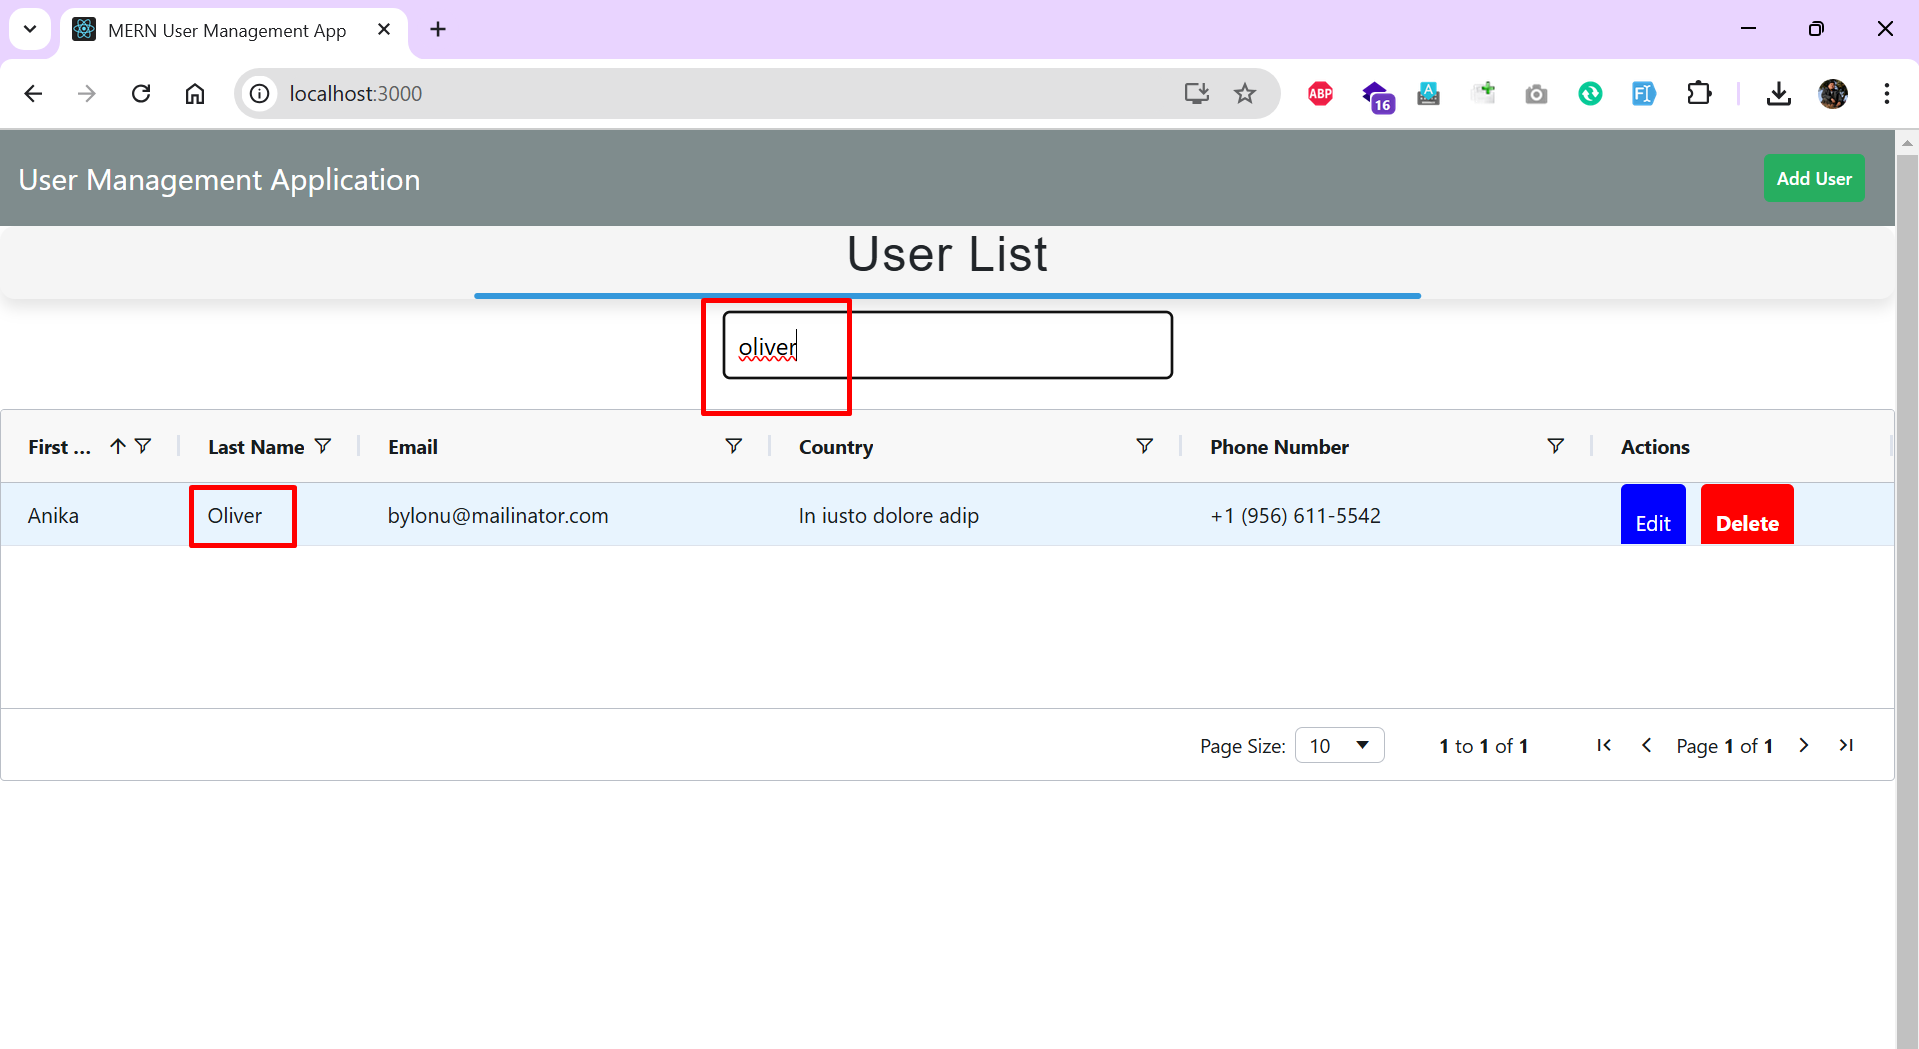 MERN User Management App
localhost:3000
ABP
16
A
FI
User Management Application
Add User
User List
oliver
First ... Last Name Email Country Phone Number Actions
Anika Oliver bylonu@mailinator.com In iusto dolore adip +1 (956) 611-5542 Edit Delete
Page Size: 10 1 to 1 of 1 Page 1 of 1